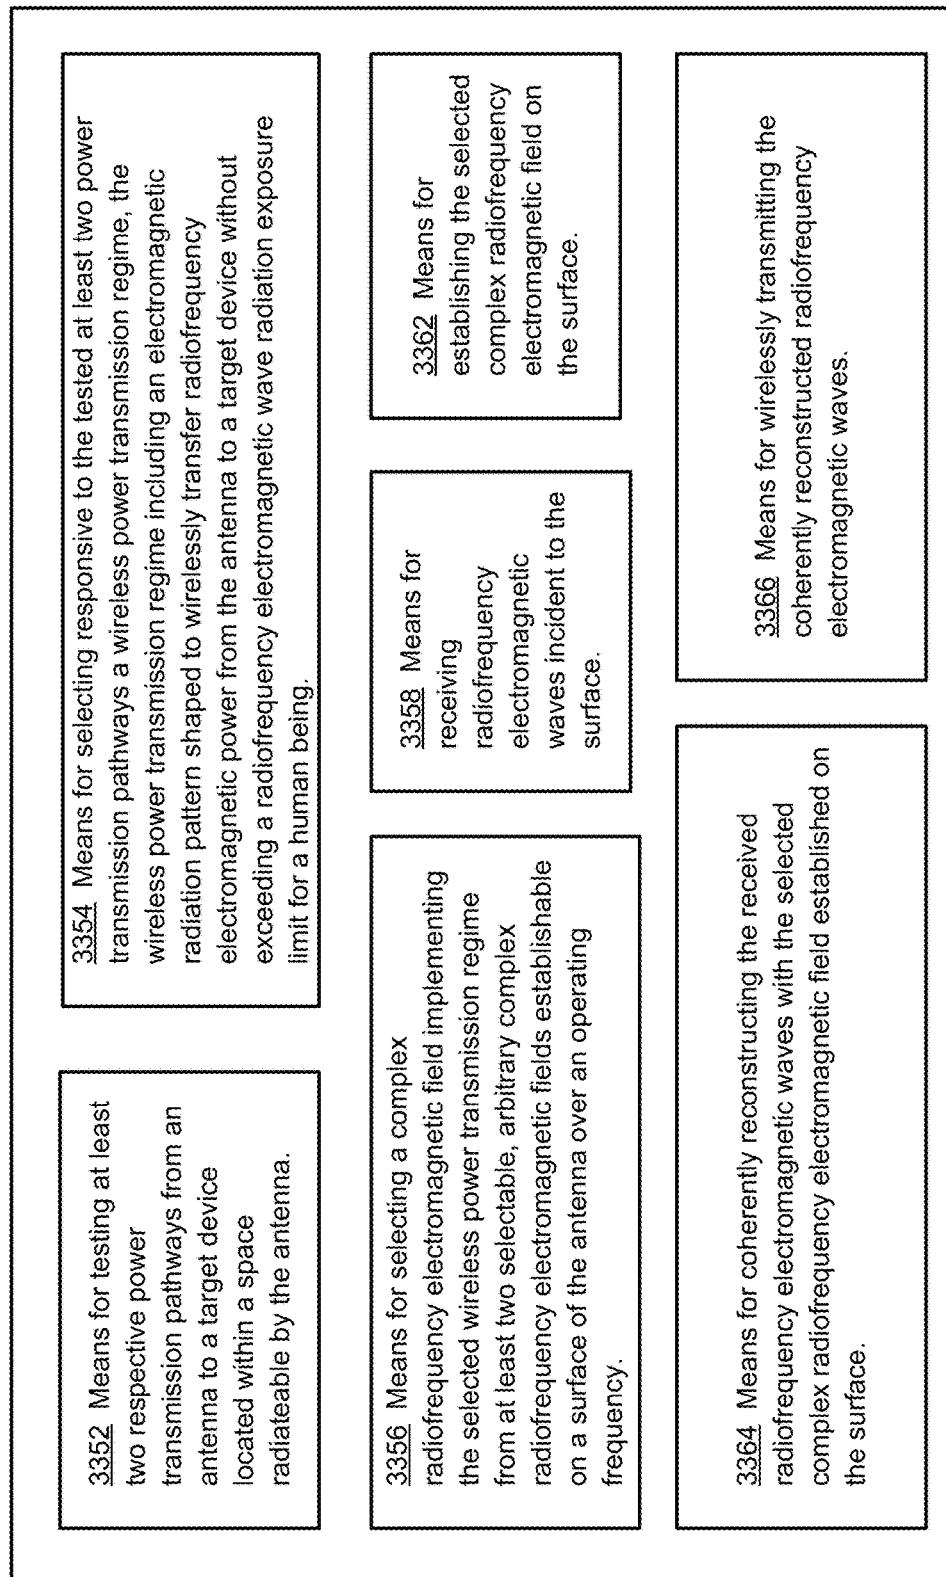 3352 Means for testing at least
two respective power
transmission pathways from an
antenna to a target device
located within a space
radiateable by the antenna.
3354 Means for selecting responsive to the tested at least two power
transmission pathways a wireless power transmission regime, the
wireless power transmission regime including an electromagnetic
radiation pattern shaped to wirelessly transfer radiofrequency
electromagnetic power from the antenna to a target device without
exceeding a radiofrequency electromagnetic wave radiation exposure
limit for a human being.
3356 Means for selecting a complex
radiofrequency electromagnetic field implementing
the selected wireless power transmission regime
from at least two selectable, arbitrary complex
radiofrequency electromagnetic fields establishable
on a surface of the antenna over an operating
frequency.
3358 Means for
receiving
radiofrequency
electromagnetic
waves incident to the
surface.
3362 Means for
establishing the selected
complex radiofrequency
electromagnetic field on
the surface.
3364 Means for coherently reconstructing the received
radiofrequency electromagnetic waves with the selected
complex radiofrequency electromagnetic field established on
the surface.
3366 Means for wirelessly transmitting the
coherently reconstructed radiofrequency
electromagnetic waves.